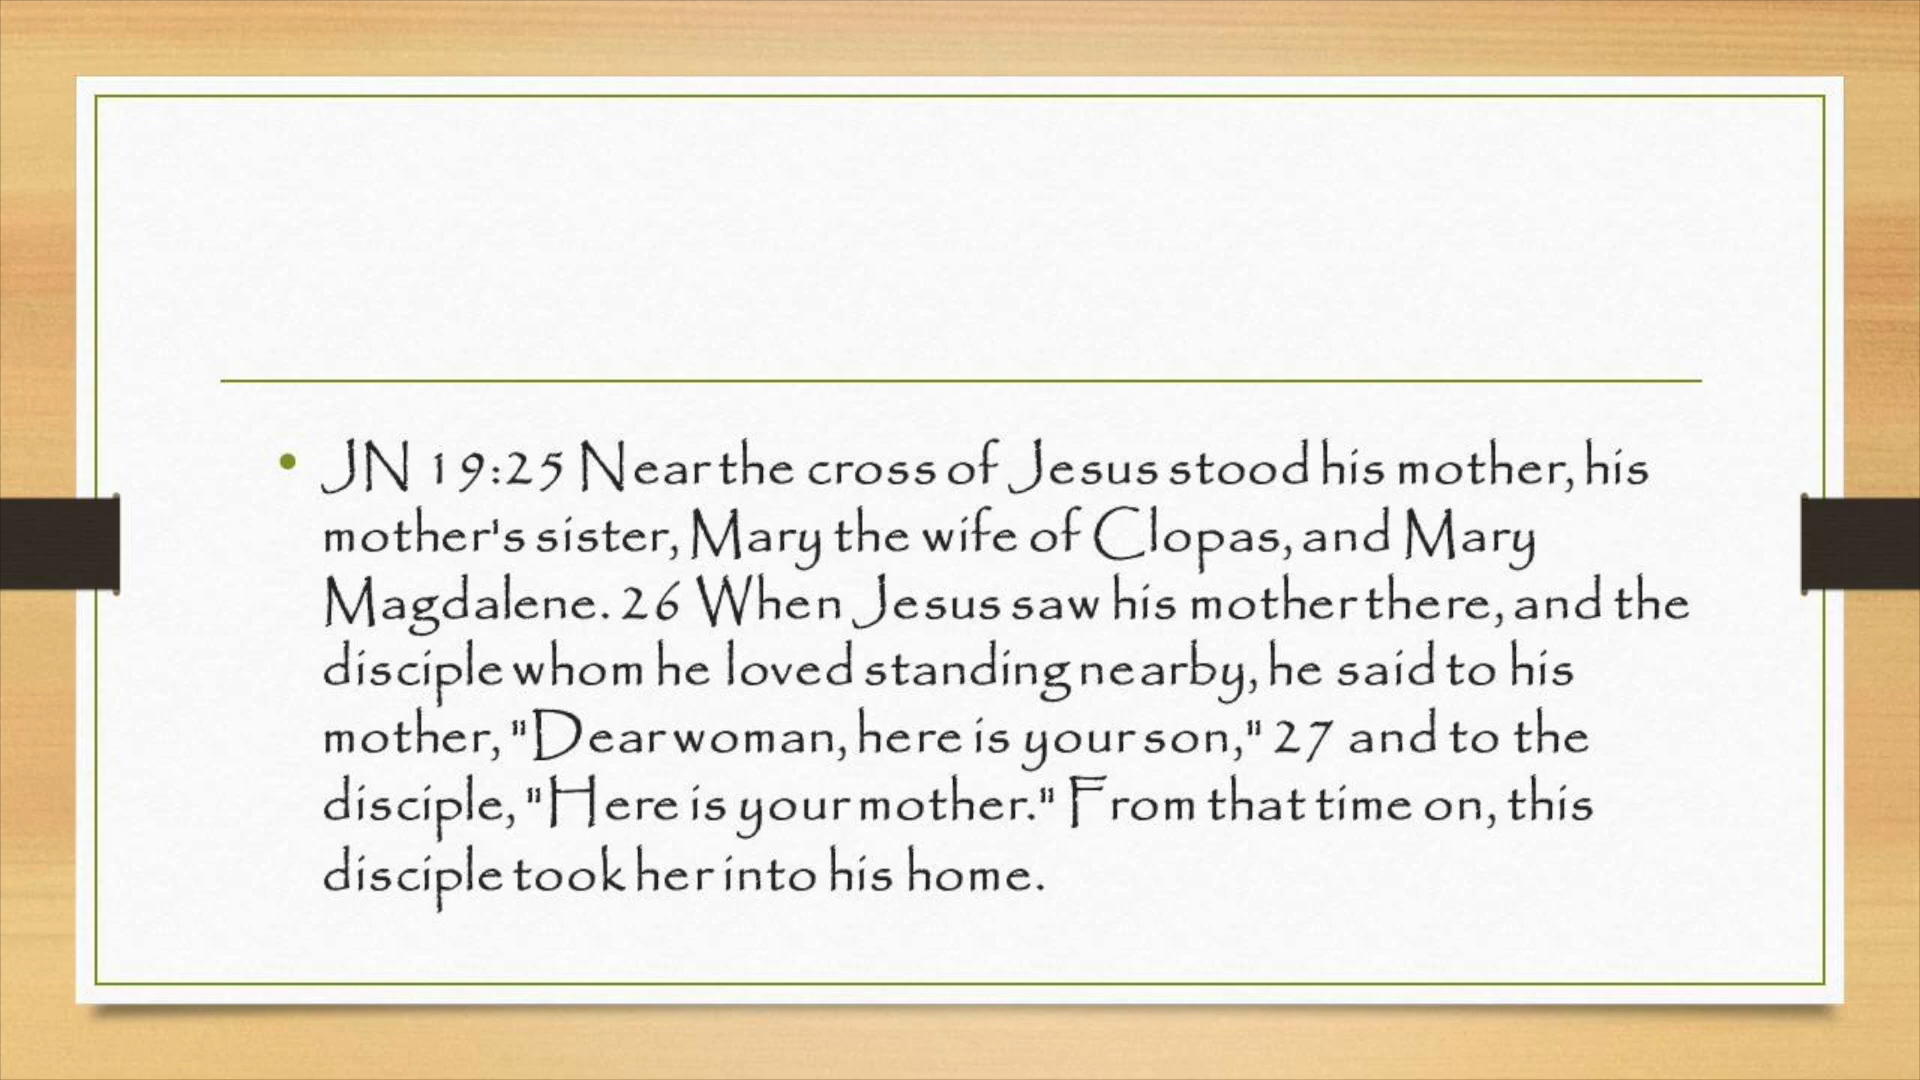 • JN 19:25 Near the cross of Jesus stood his mother, his
mother's sister, Mary the wife of Clopas, and Mary
Magdalene. 26 When Jesus saw his mother there, and the
disciple whom he loved standing nearby, he said to his
mother, "Dear woman, here is your son," 27 and to the
disciple, "Here is your mother." From that time on, this
disciple took her into his home.